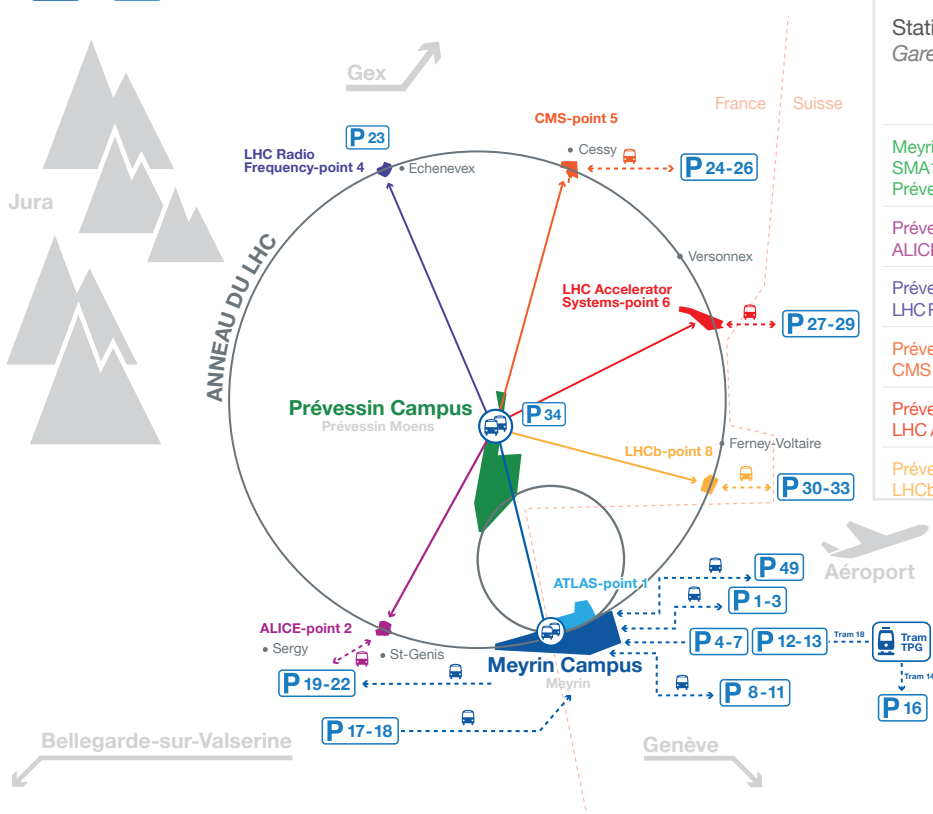 Gex
Jura
ANNEAU DU LHC
France
Suisse
CMS-point 5
P 23
LHC Radio
Frequency-point 4
Echenevex
Cessy
P 24-26
Versonnex
LHC Accelerator
Systems-point 6
P 27-29
Prévessin Campus
Prévessin Moens
P 34
LHCb-point 8
Ferney-Voltaire
P 30-33
Aéroport
ATLAS-point 1
P 49
P 1-3
ALICE-point 2
Sergy
St-Genis
P 4-7
P 12-13
Tram 18
Tram
TPG
Meyrin Campus
Meyrin
Tram 14
P 19-22
P 8-11
P 16
P 17-18
Bellegarde-sur-Valserine
Genève
Stati
Gare
Meyri
SMA1
Préve
Préve
ALICE
Préve
LHC F
Préve
CMS
Préve
LHC A
Préve
LHCb